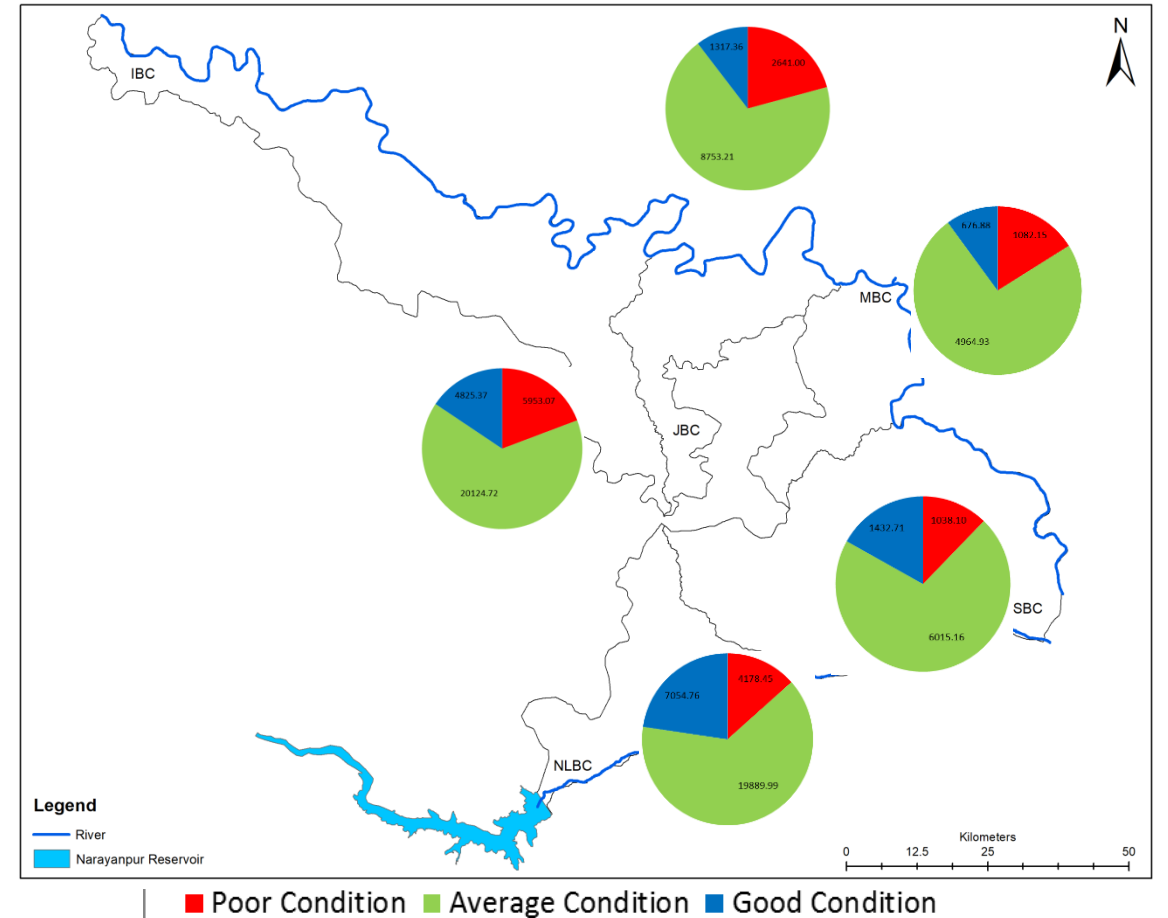 N
IBC
1317.36
2641.00
8753.21
676.88
1082.15
MBC
4964.93
4825.37
5953.07
JBC
20124.72
1432.71
1038.10
SBC
6015.16
7054.76
4178.45
NLBC
19889.99
Legend
River
Narayanpur Reservoir
Kilometers
0 12.5 25 50
Poor Condition Average Condition Good Condition